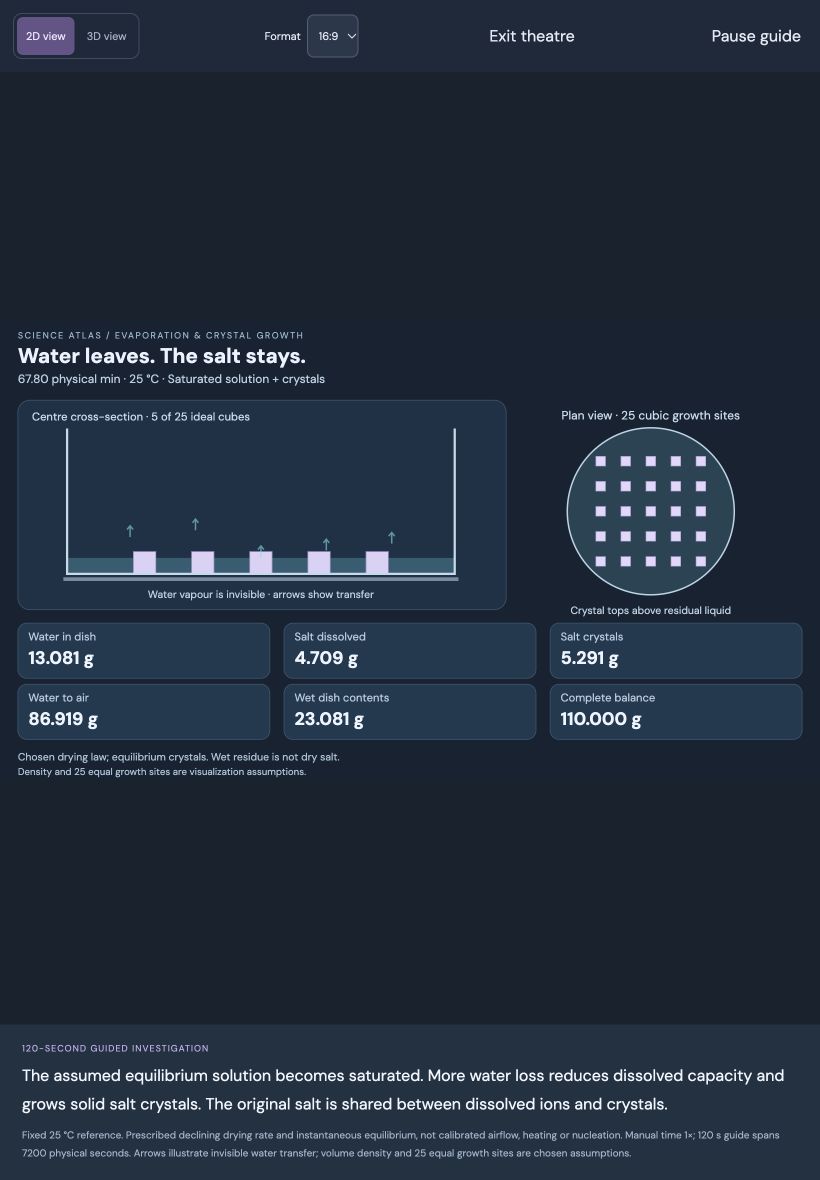 2D view
3D view
Format
16:9
Exit theatre
Pause guide
SCIENCE ATLAS / EVAPORATION & CRYSTAL GROWTH
Water leaves. The salt stays.
67.80 physical min · 25 °C · Saturated solution + crystals
Centre cross-section · 5 of 25 ideal cubes
Water vapour is invisible · arrows show transfer
Plan view · 25 cubic growth sites
Crystal tops above residual liquid
Water in dish
13.081 g
Salt dissolved
4.709 g
Salt crystals
5.291 g
Water to air
86.919 g
Wet dish contents
23.081 g
Complete balance
110.000 g
Chosen drying law; equilibrium crystals. Wet residue is not dry salt.
Density and 25 equal growth sites are visualization assumptions.
120-SECOND GUIDED INVESTIGATION
The assumed equilibrium solution becomes saturated. More water loss reduces dissolved capacity and
grows solid salt crystals. The original salt is shared between dissolved ions and crystals.
Fixed 25 °C reference. Prescribed declining drying rate and instantaneous equilibrium, not calibrated airflow, heating or nucleation. Manual time 1×; 120 s guide spans
7200 physical seconds. Arrows illustrate invisible water transfer; volume density and 25 equal growth sites are chosen assumptions.